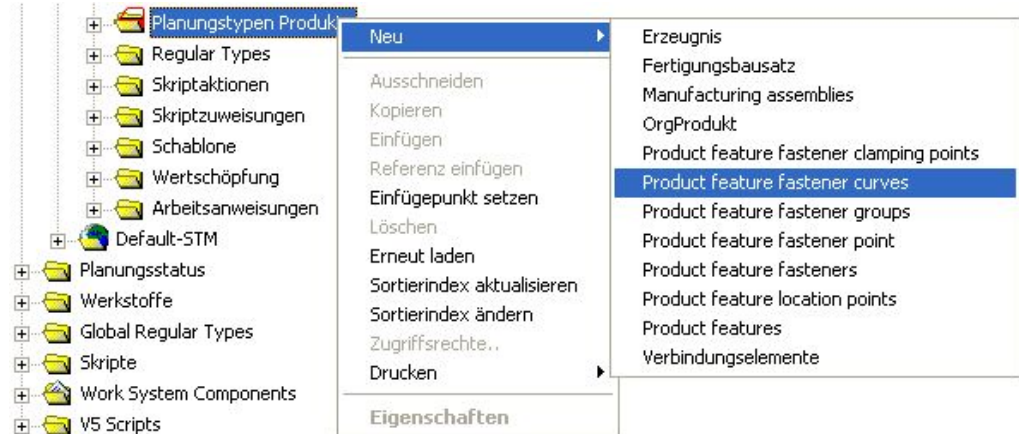 Planungstypen Produkt
Regular Types
Skriptaktionen
Skriptzuweisungen
Schablone
Wertschöpfung
Arbeitsanweisungen
Default-STM
Planungsstatus
Werkstoffe
Global Regular Types
Skripte
Work System Components
V5 Scripts
Neu
Ausschneiden
Kopieren
Einfügen
Referenz einfügen
Einfügepunkt setzen
Löschen
Erneut laden
Sortierindex aktualisieren
Sortierindex ändern
Zugriffsrechte..
Drucken
Eigenschaften
Erzeugnis
Fertigungsbausatz
Manufacturing assemblies
OrgProdukt
Product feature fastener clamping points
Product feature fastener curves
Product feature fastener groups
Product feature fastener point
Product feature fasteners
Product feature location points
Product features
Verbindungselemente